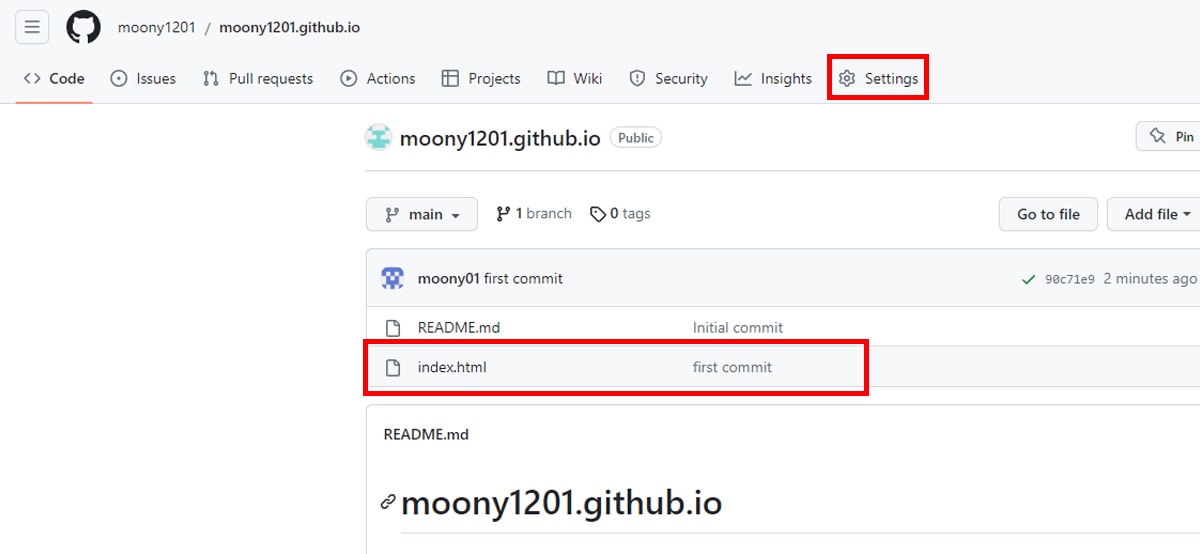 moony1201 / moony1201.github.io
Code Issues Pull requests Actions Projects Wiki Security Insights Settings
moony1201.github.io Public Pin
main 1 branch 0 tags Go to file Add file
moony01 first commit 90c71e9 2 minutes ago
README.md Initial commit
index.html first commit
README.md
moony1201.github.io